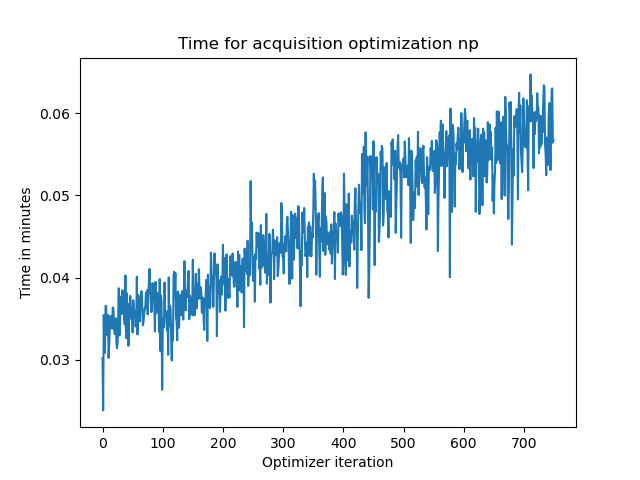 Time for acquisition optimization np
Time in minutes
0.06
0.05
0.04
0.03
0 100 200 300 400 500 600 700
Optimizer iteration